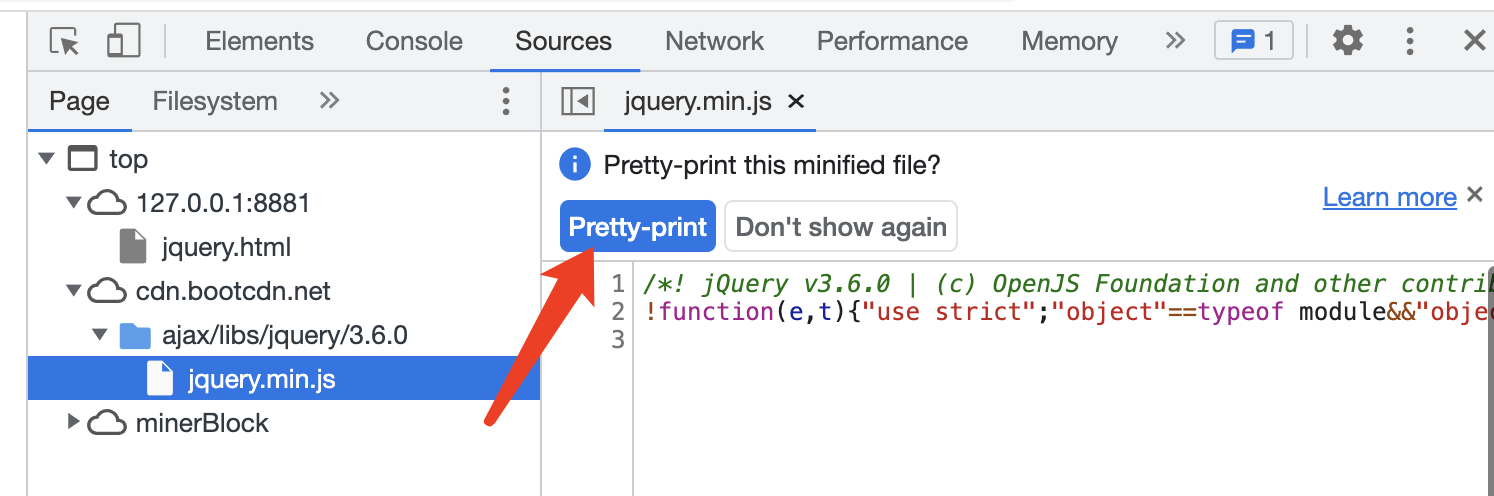 Elements Console Sources Network Performance Memory >> 1
Page Filesystem >> jquery.min.js ×
top
Pretty-print this minified file?
127.0.0.1:8881
Learn more ×
jquery.html
Pretty-print Don't show again
cdn.bootcdn.net
1 /*! jQuery v3.6.0 | (c) OpenJS Foundation and other contrib
2 !function(e,t){"use strict";"object"==typeof module&&"objec
3
ajax/libs/jquery/3.6.0
jquery.min.js
minerBlock